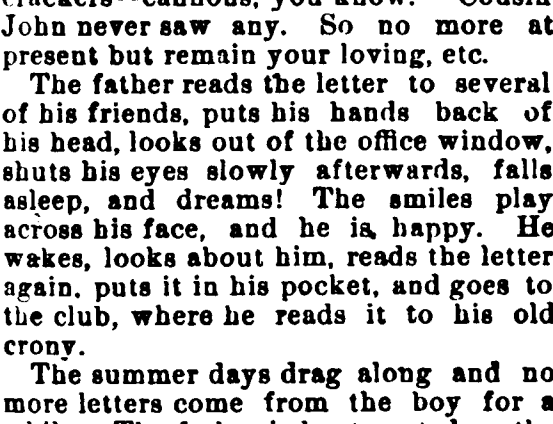 crackers—cannons, you know. Cousin
John never saw any. So no more at
present but remain your loving, etc.
The father reads the letter to several
of his friends, puts his hands back of
his head, looks out of the office window,
shuts his eyes slowly afterwards, falls
asleep, and dreams! The smiles play
across his face, and he is happy. He
wakes, looks about him, reads the letter
again, puts it in his pocket, and goes to
the club, where he reads it to his old
crony.
The summer days drag along and no
more letters come from the boy for a